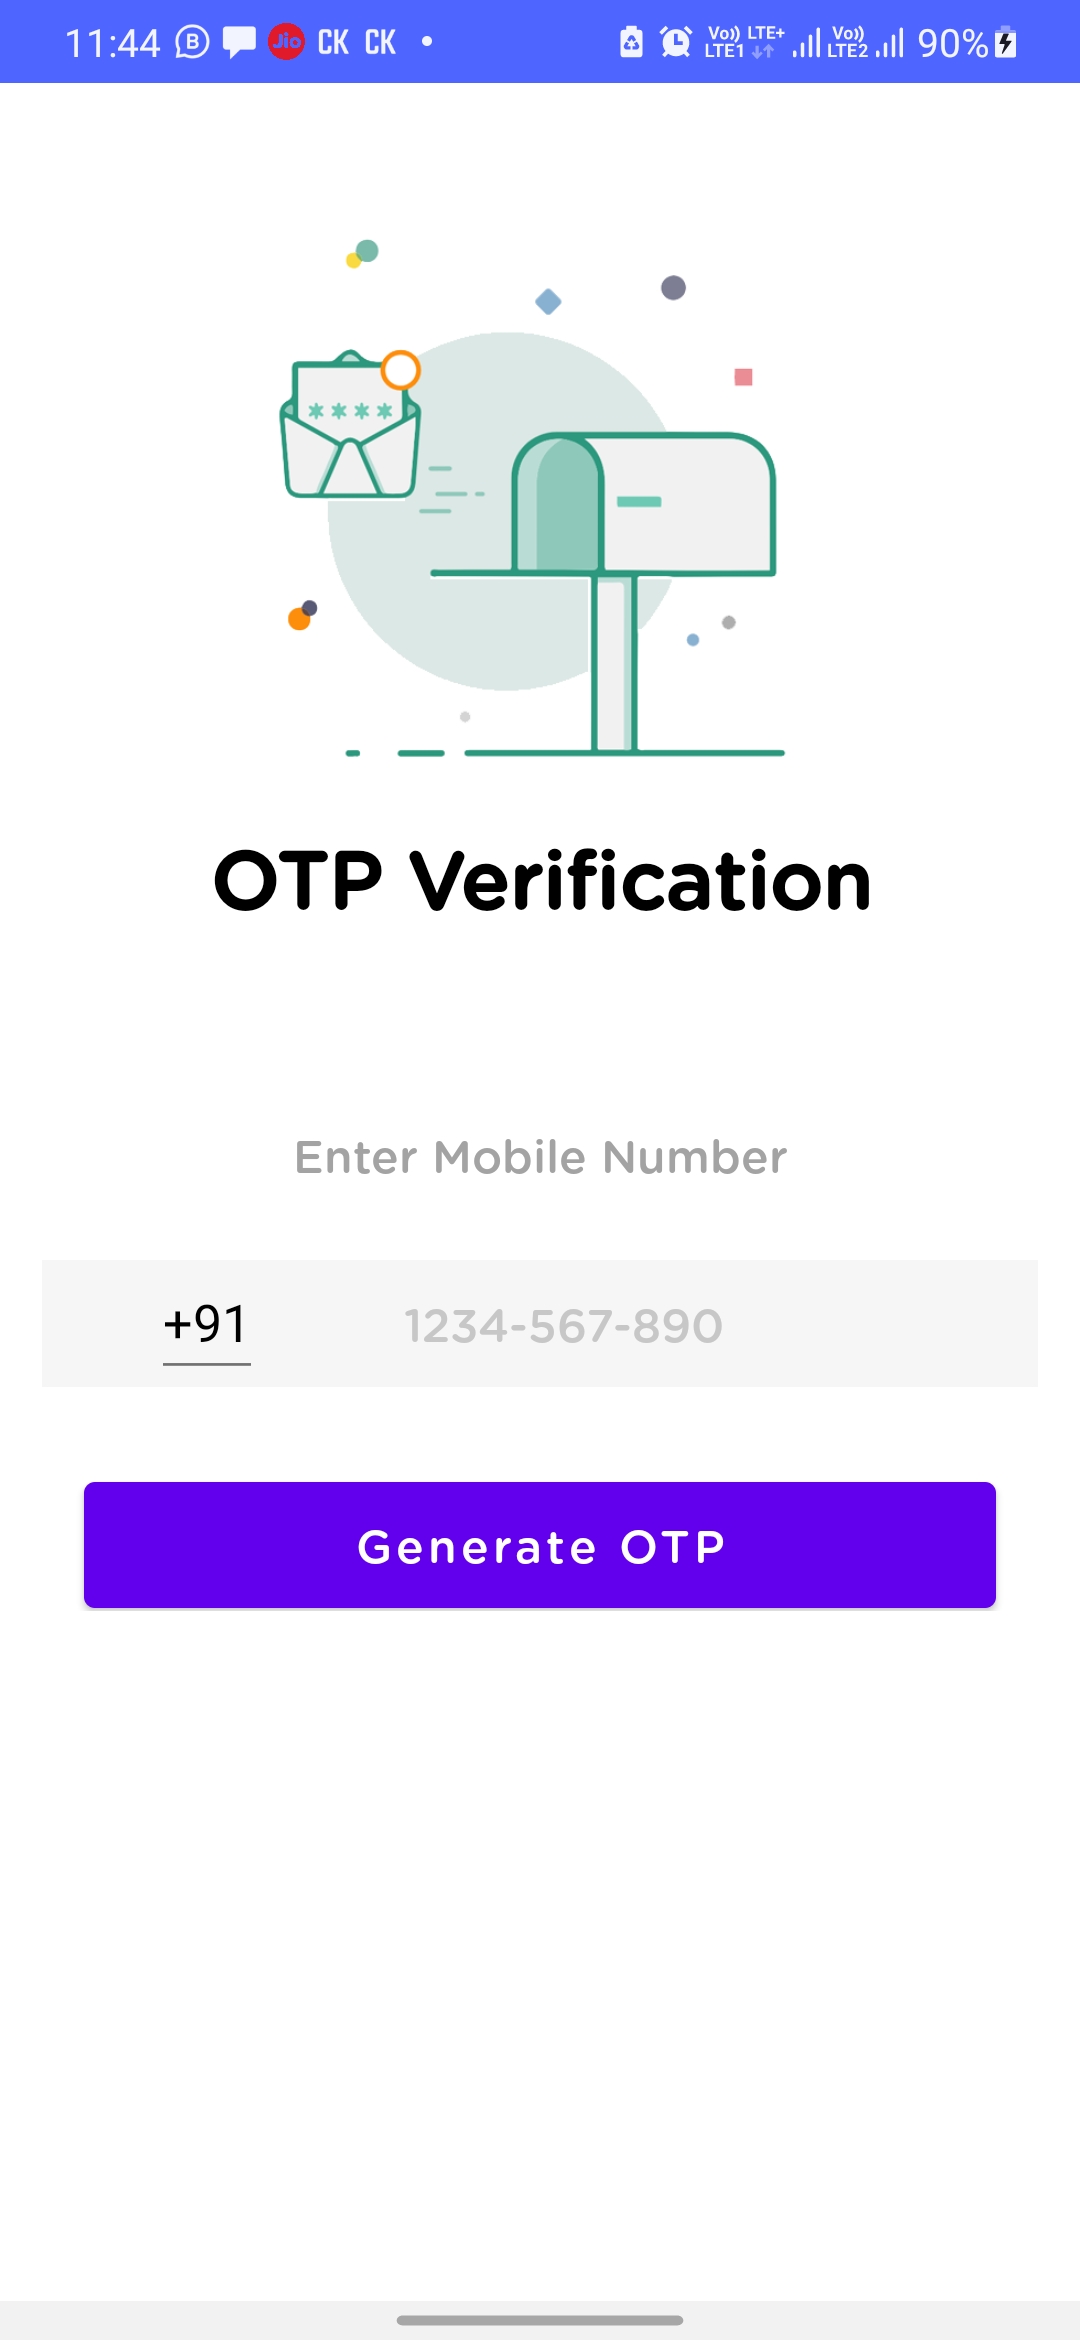 11:44 B Jio CK CK Vo)) LTE+ LTE1 Vo)) LTE2 90%
****
OTP Verification
Enter Mobile Number
+91 1234-567-890
Generate OTP